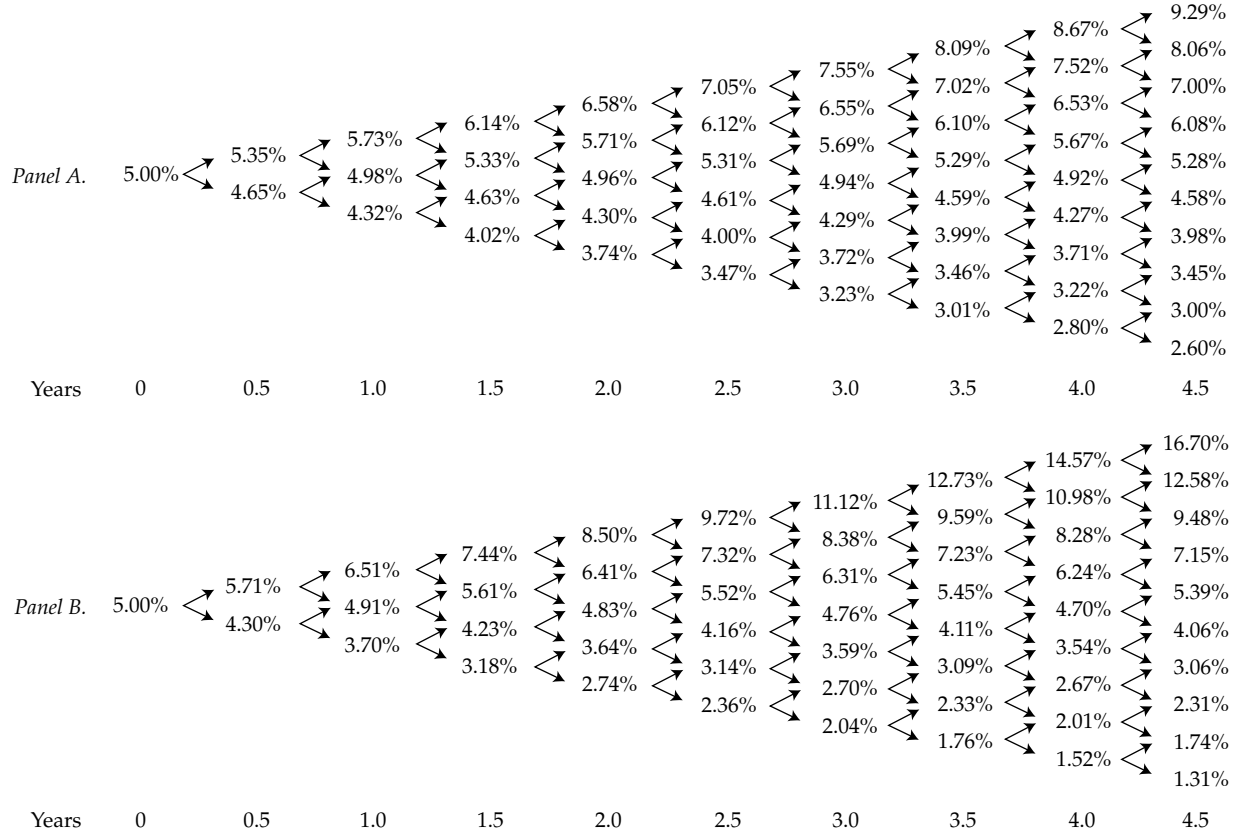 9.29%
8.67%
8.09% 8.06%
7.55% 7.52%
7.05% 7.02% 7.00%
6.58% 6.55% 6.53%
6.14% 6.12% 6.10% 6.08%
5.73% 5.71% 5.69% 5.67%
5.35% 5.33% 5.31% 5.29% 5.28%
Panel A. 5.00% 4.98% 4.96% 4.94% 4.92%
4.65% 4.63% 4.61% 4.59% 4.58%
4.32% 4.30% 4.29% 4.27%
4.02% 4.00% 3.99% 3.98%
3.74% 3.72% 3.71%
3.47% 3.46% 3.45%
3.23% 3.22%
3.01% 3.00%
2.80%
2.60%
Years 0 0.5 1.0 1.5 2.0 2.5 3.0 3.5 4.0 4.5
16.70%
14.57%
12.73% 12.58%
11.12% 10.98%
9.72% 9.59% 9.48%
8.50% 8.38% 8.28%
7.44% 7.32% 7.23% 7.15%
6.51% 6.41% 6.31% 6.24%
5.71% 5.61% 5.52% 5.45% 5.39%
Panel B. 5.00% 4.91% 4.83% 4.76% 4.70%
4.30% 4.23% 4.16% 4.11% 4.06%
3.70% 3.64% 3.59% 3.54%
3.18% 3.14% 3.09% 3.06%
2.74% 2.70% 2.67%
2.36% 2.33% 2.31%
2.04% 2.01%
1.76% 1.74%
1.52%
1.31%
Years 0 0.5 1.0 1.5 2.0 2.5 3.0 3.5 4.0 4.5